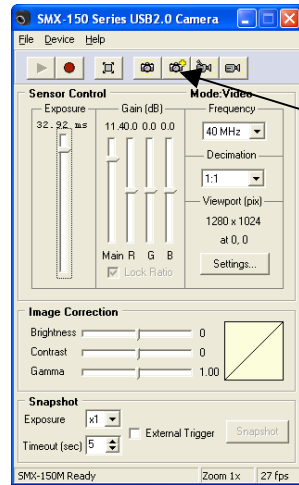 SMX-150 Series USB2.0 Camera
File Device Help
Sensor Control Mode:Video
Exposure Gain (dB) Frequency
32.92 ms 11.40.0 0.0 0.0
40 MHz
Decimation
1:1
Viewport (pix)
1280 x 1024
at 0, 0
Main R G B
Settings...
Lock Ratio
Image Correction
Brightness 0
Contrast 0
Gamma 1.00
Snapshot
Exposure x1
External Trigger Snapshot
Timeout (sec) 5
SMX-150M Ready Zoom 1x 27 fps